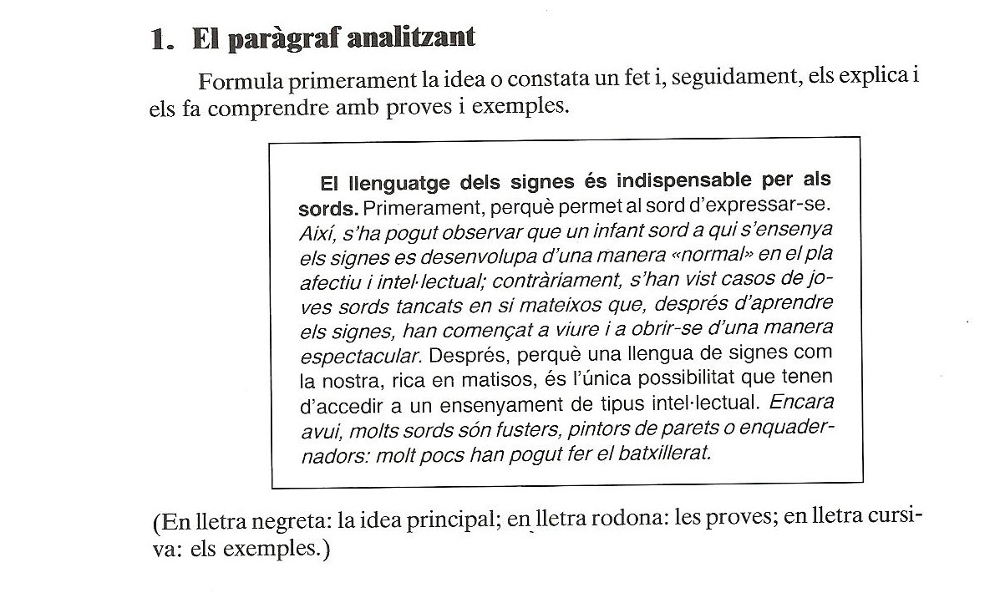 1. El paràgraf analitzant
Formula primerament la idea o constata un fet i, seguidament, els explica i
els fa comprendre amb proves i exemples.
El llenguatge dels signes és indispensable per als
sords. Primerament, perquè permet al sord d'expressar-se.
Així, s'ha pogut observar que un infant sord a qui s'ensenya
els signes es desenvolupa d'una manera «normal» en el pla
afectiu i intel·lectual; contràriament, s'han vist casos de jo-
ves sords tancats en si mateixos que, després d'aprendre
els signes, han començat a viure i a obrir-se d'una manera
espectacular. Després, perquè una llengua de signes com
la nostra, rica en matisos, és l'única possibilitat que tenen
d'accedir a un ensenyament de tipus intel·lectual. Encara
avui, molts sords són fusters, pintors de parets o enquader-
nadors: molt pocs han pogut fer el batxillerat.
(En lletra negreta: la idea principal; en lletra rodona: les proves; en lletra cursi-
va: els exemples.)